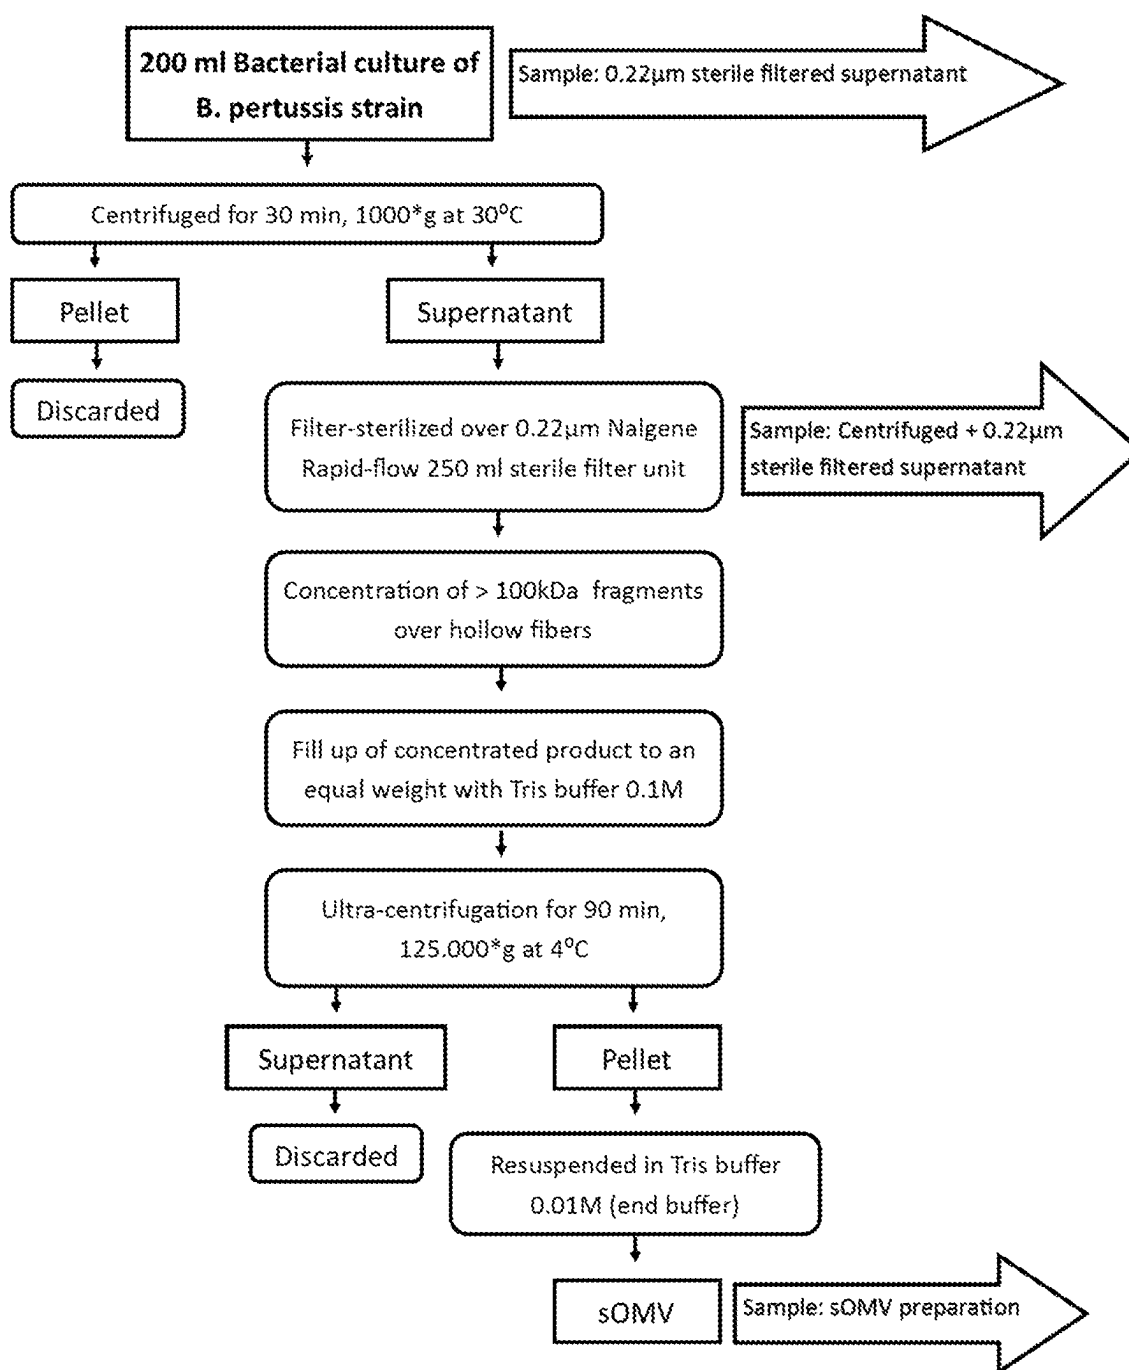 200 ml Bacterial culture of
B. pertussis strain
Sample: 0.22µm sterile filtered supernatant
Centrifuged for 30 min, 1000*g at 30°C
Pellet
Supernatant
Discarded
Filter-sterilized over 0.22µm Nalgene
Rapid-flow 250 ml sterile filter unit
Sample: Centrifuged + 0.22µm
sterile filtered supernatant
Concentration of > 100kDa fragments
over hollow fibers
Fill up of concentrated product to an
equal weight with Tris buffer 0.1M
Ultra-centrifugation for 90 min,
125.000*g at 4°C
Supernatant
Pellet
Discarded
Resuspended in Tris buffer
0.01M (end buffer)
sOMV
Sample: sOMV preparation